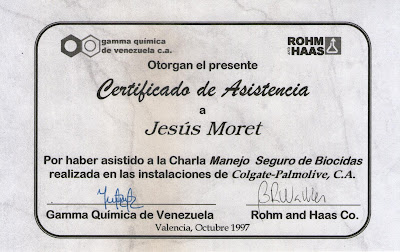 gamma química
de venezuela c.a.
ROHM
AND HAAS
Otorgan el presente
Certificado de Asistencia
a
Jesús Moret
Por haber asistido a la Charla Manejo Seguro de Biocidas
realizada en las instalaciones de Colgate-Palmolive, C.A.
Gamma Química de Venezuela
Rohm and Haas Co.
Valencia, Octubre 1997